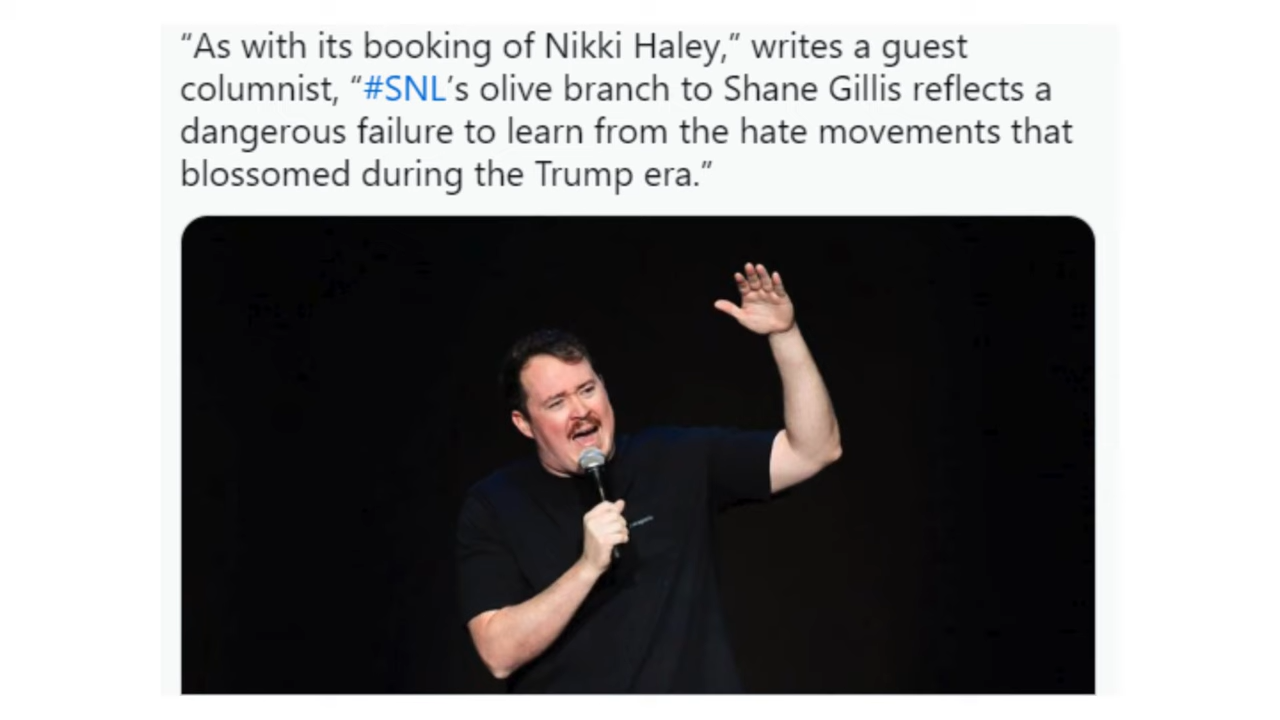 “As with its booking of Nikki Haley,” writes a guest
columnist, “#SNL’s olive branch to Shane Gillis reflects a
dangerous failure to learn from the hate movements that
blossomed during the Trump era.”